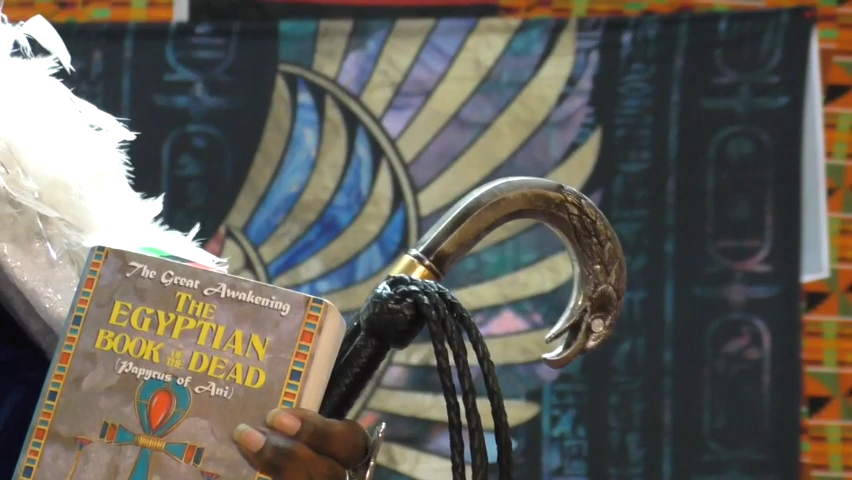 The Great Awakening
THE
EGYPTIAN
BOOK OF THE DEAD
(Papyrus of Ani)